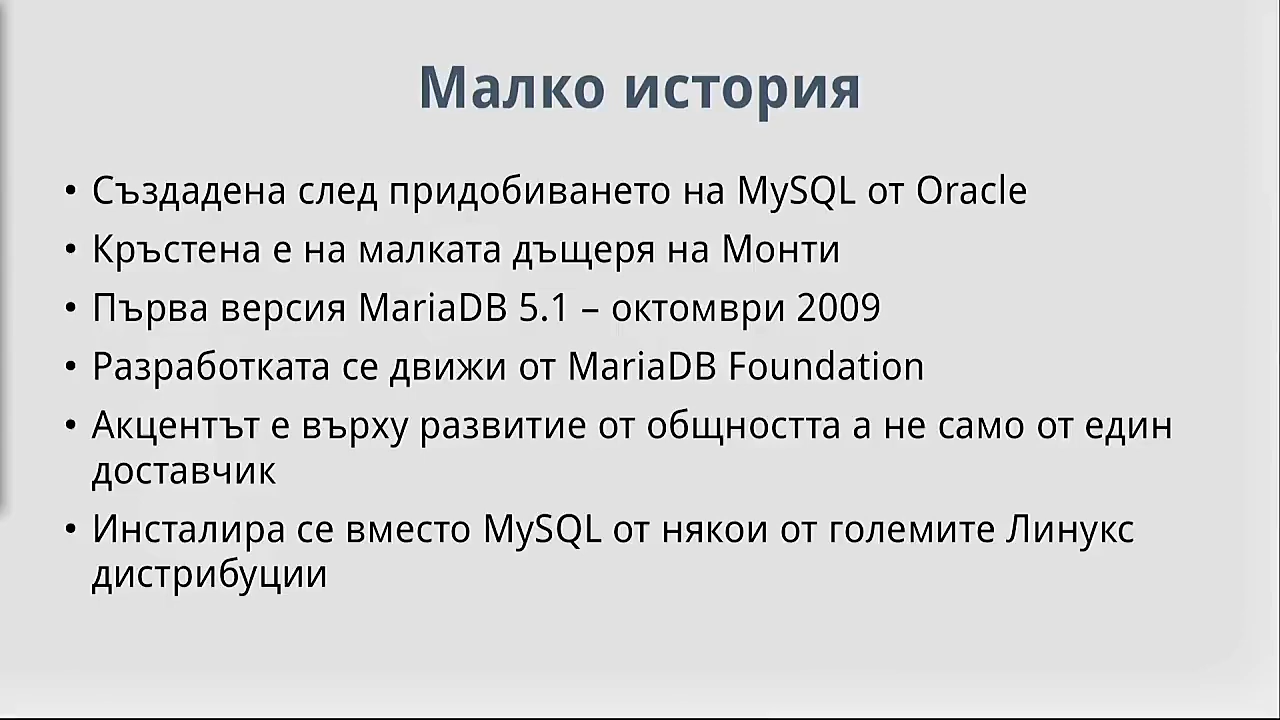 Малко история
• Създадена след придобиването на MySQL от Oracle
• Кръстена е на малката дъщеря на Монти
• Първа версия MariaDB 5.1 – октомври 2009
• Разработката се движи от MariaDB Foundation
• Акцентът е върху развитие от общността а не само от един
доставчик
• Инсталира се вместо MySQL от някои от големите Линукс
дистрибуции